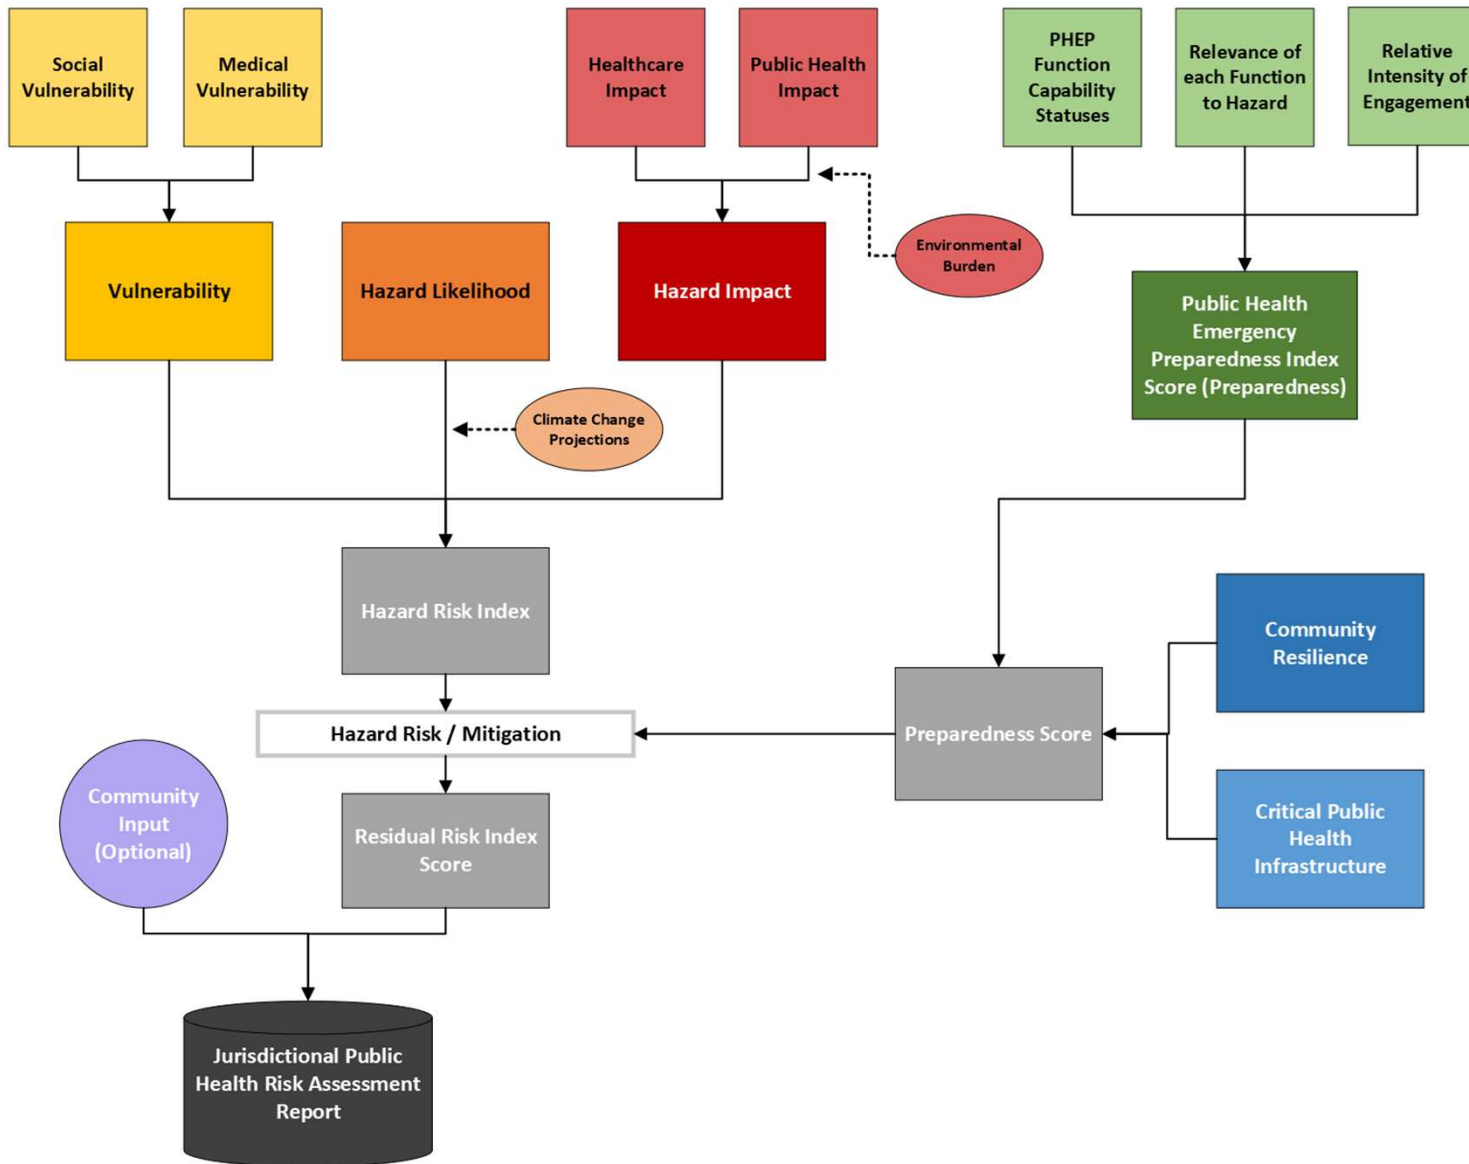 Social
Vulnerability
Medical
Vulnerability
Healthcare
Impact
Public Health
Impact
PHEP
Function
Capability
Statuses
Relevance of
each Function
to Hazard
Relative
Intensity of
Engagement
Vulnerability
Hazard Likelihood
Hazard Impact
Environmental
Burden
Public Health
Emergency
Preparedness Index
Score (Preparedness)
Climate Change
Projections
Hazard Risk Index
Community
Resilience
Hazard Risk / Mitigation
Preparedness Score
Community
Input
(Optional)
Residual Risk Index
Score
Critical Public
Health
Infrastructure
Jurisdictional Public
Health Risk Assessment
Report